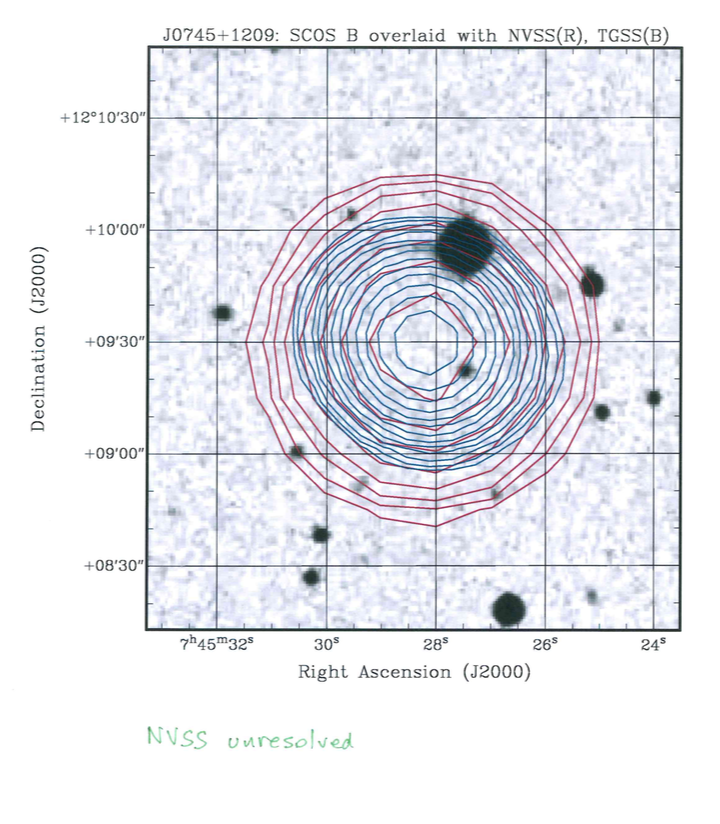 J0745+1209: SCOS B overlaid with NVSS(R), TGSS(B)
+12°10′30″
+10′00″
+09′30″
+09′00″
+08′30″
Declination (J2000)
7ʰ45ᵐ32ˢ 30ˢ 28ˢ 26ˢ 24ˢ
Right Ascension (J2000)
NVSS unresolved